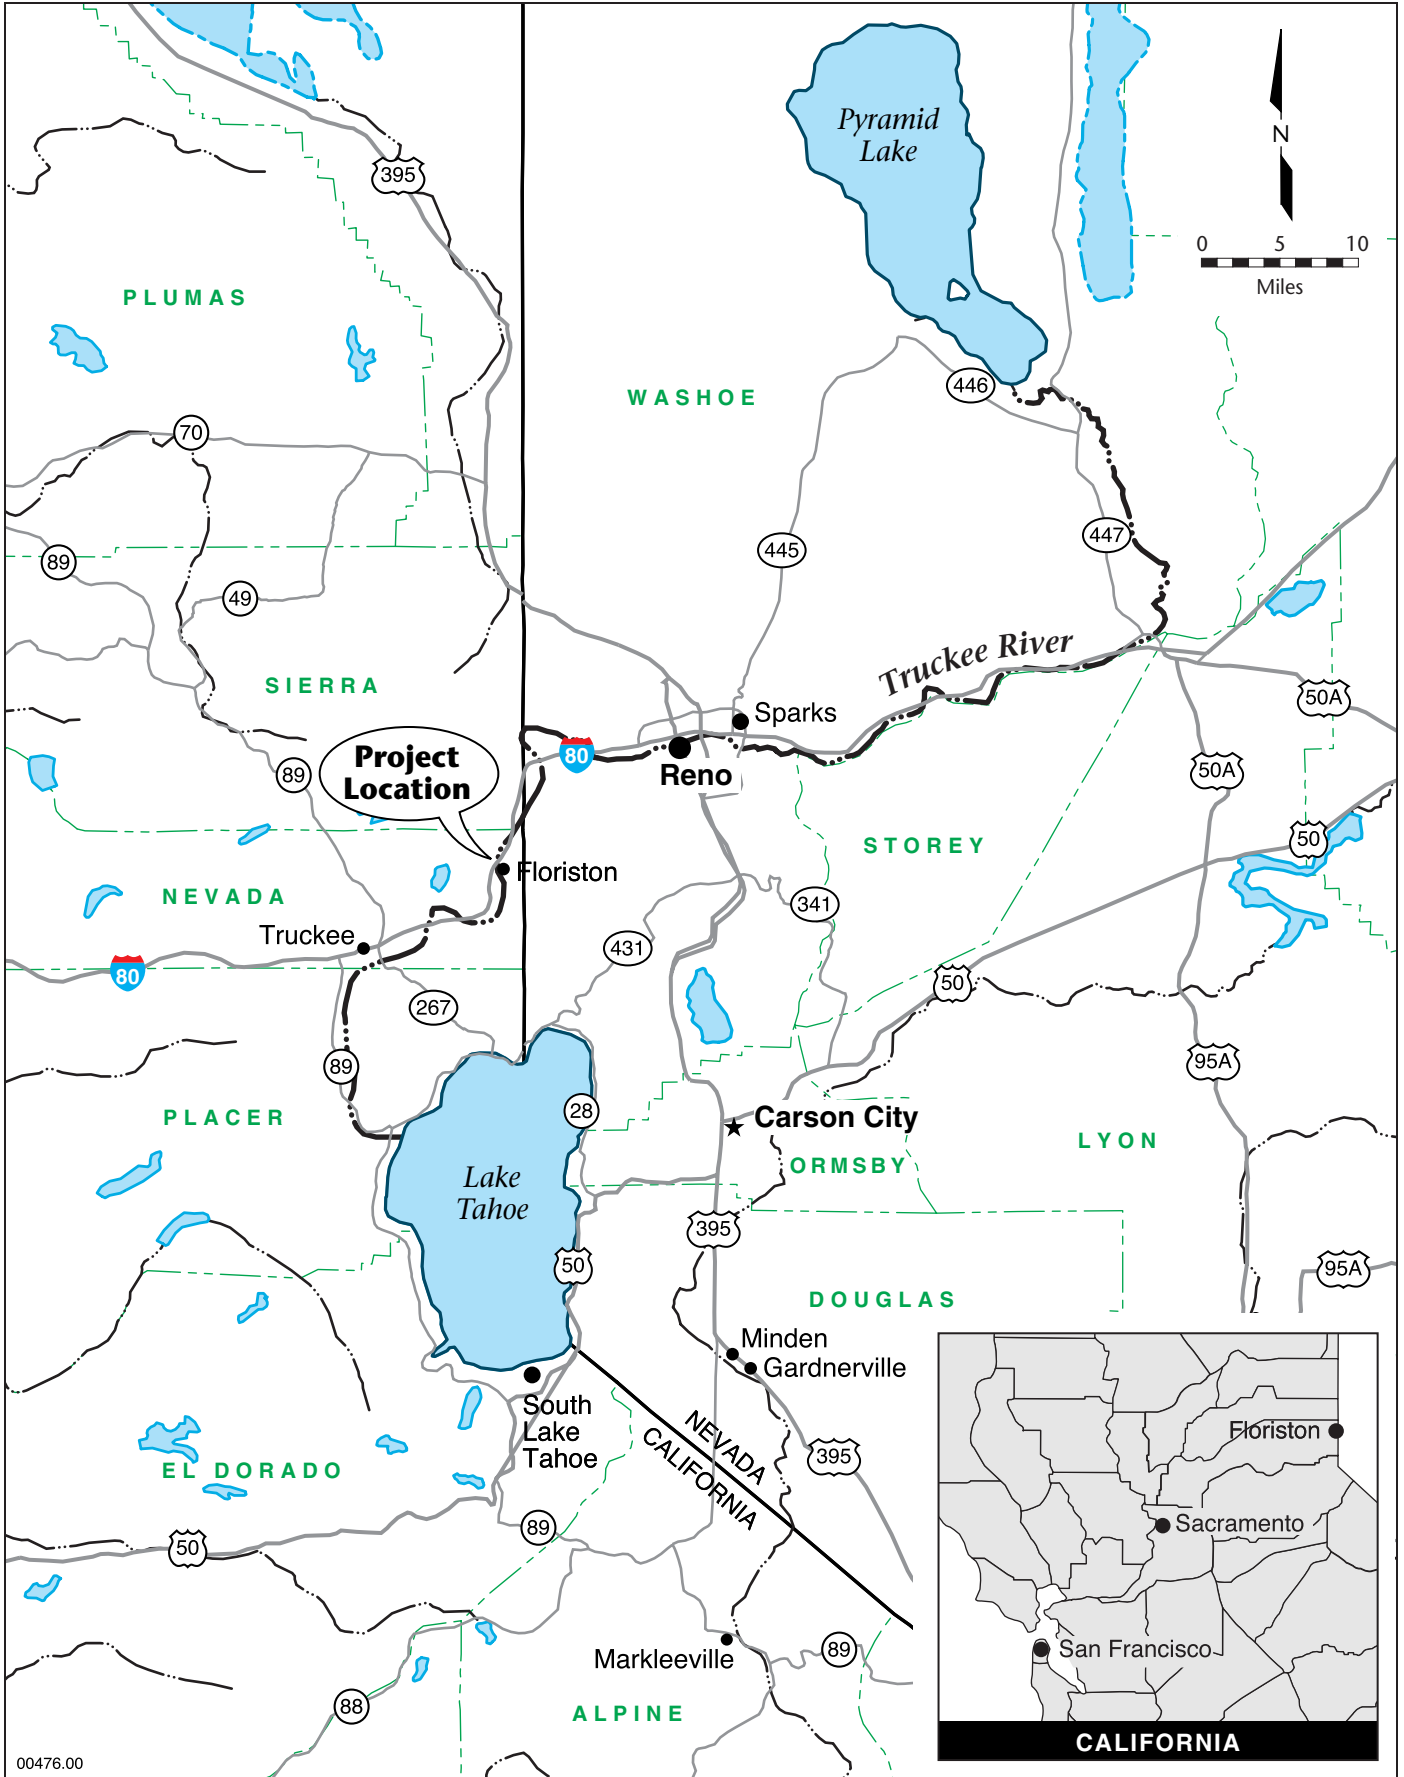 Pyramid
Lake
N
0 5 10
Miles
395
PLUMAS
WASHOE
446
70
445
447
89
49
Truckee River
SIERRA
50A
Sparks
80
Reno
Project
Location
89
50A
50
STOREY
Floriston
NEVADA
341
Truckee
431
80
50
267
95A
89
28
Carson City
PLACER
LYON
ORMSBY
Lake
Tahoe
395
50
95A
DOUGLAS
Minden
Gardnerville
South
Lake
Tahoe
NEVADA
CALIFORNIA
395
EL DORADO
89
50
Floriston
Sacramento
San Francisco
CALIFORNIA
Markleeville
89
88
ALPINE
00476.00